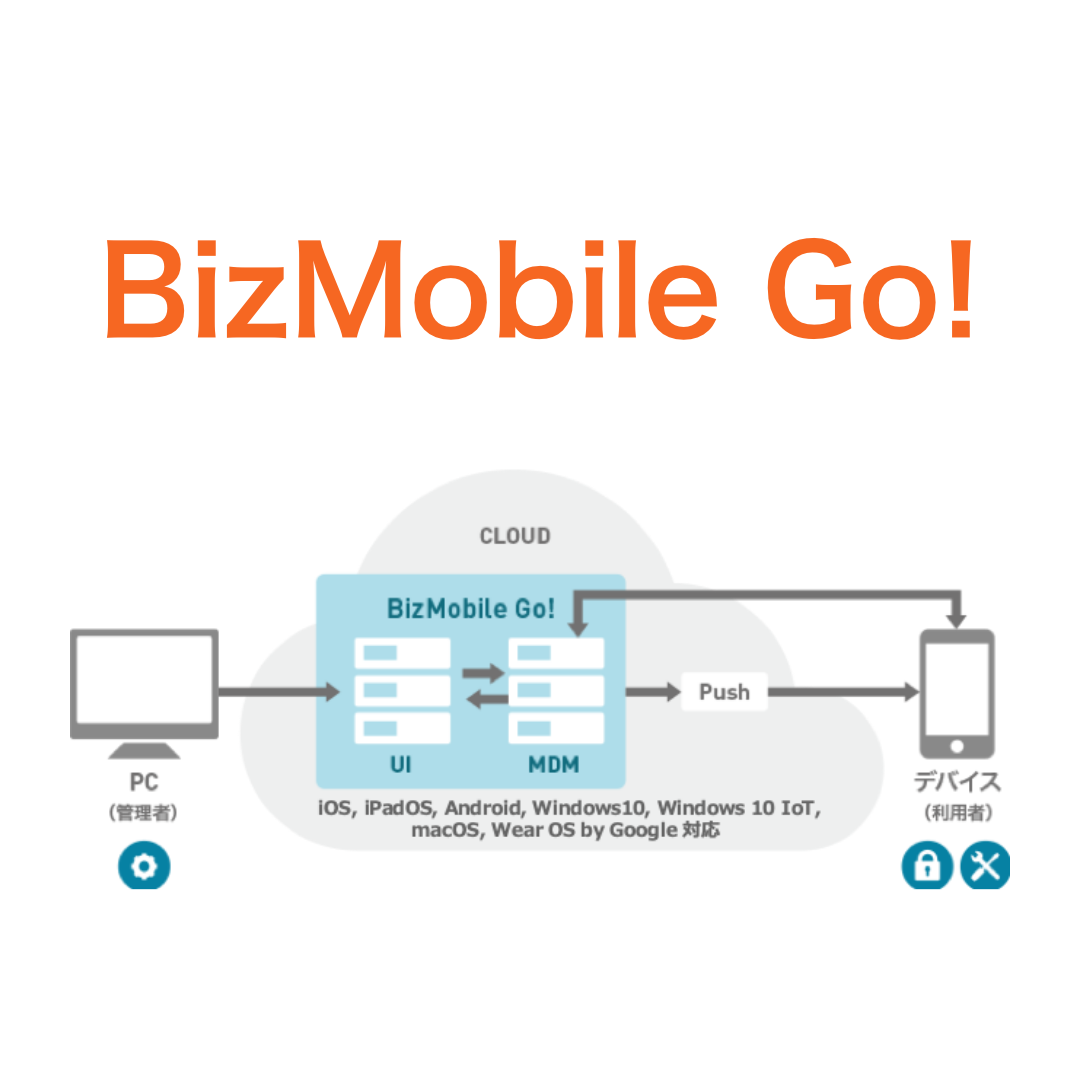 BizMobile Go!
CLOUD
BizMobile Go!
Push
UI
MDM
PC
(管理者)
デバイス
(利用者)
iOS, iPadOS, Android, Windows10, Windows 10 IoT,
macOS, Wear OS by Google 対応